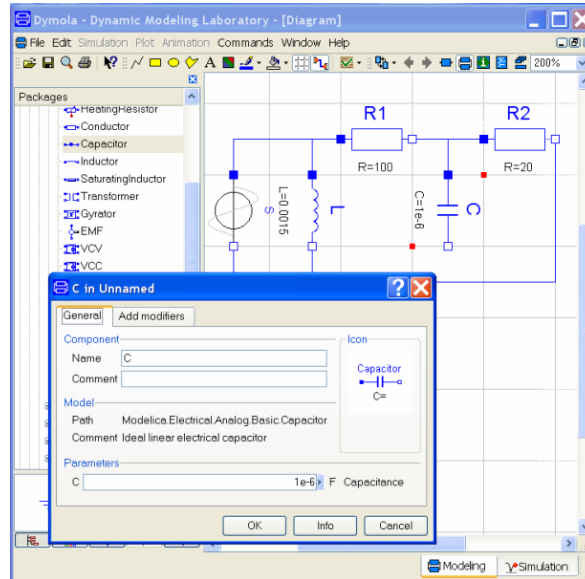 Dymola - Dynamic Modeling Laboratory - [Diagram]
File Edit Simulation Plot Animation Commands Window Help
200%
Packages
HeatingResistor
Conductor
Capacitor
Inductor
SaturatingInductor
Transformer
Gyrator
EMF
VCV
VCC
R1
R2
R=100
R=20
S
L=0.0015
L
C=1e-6
C
C in Unnamed
General
Add modifiers
Component
Icon
Name
C
Comment
Capacitor
C=
Model
Path Modelica.Electrical.Analog.Basic.Capacitor
Comment Ideal linear electrical capacitor
Parameters
C 1e-6 F Capacitance
OK Info Cancel
Modeling Simulation